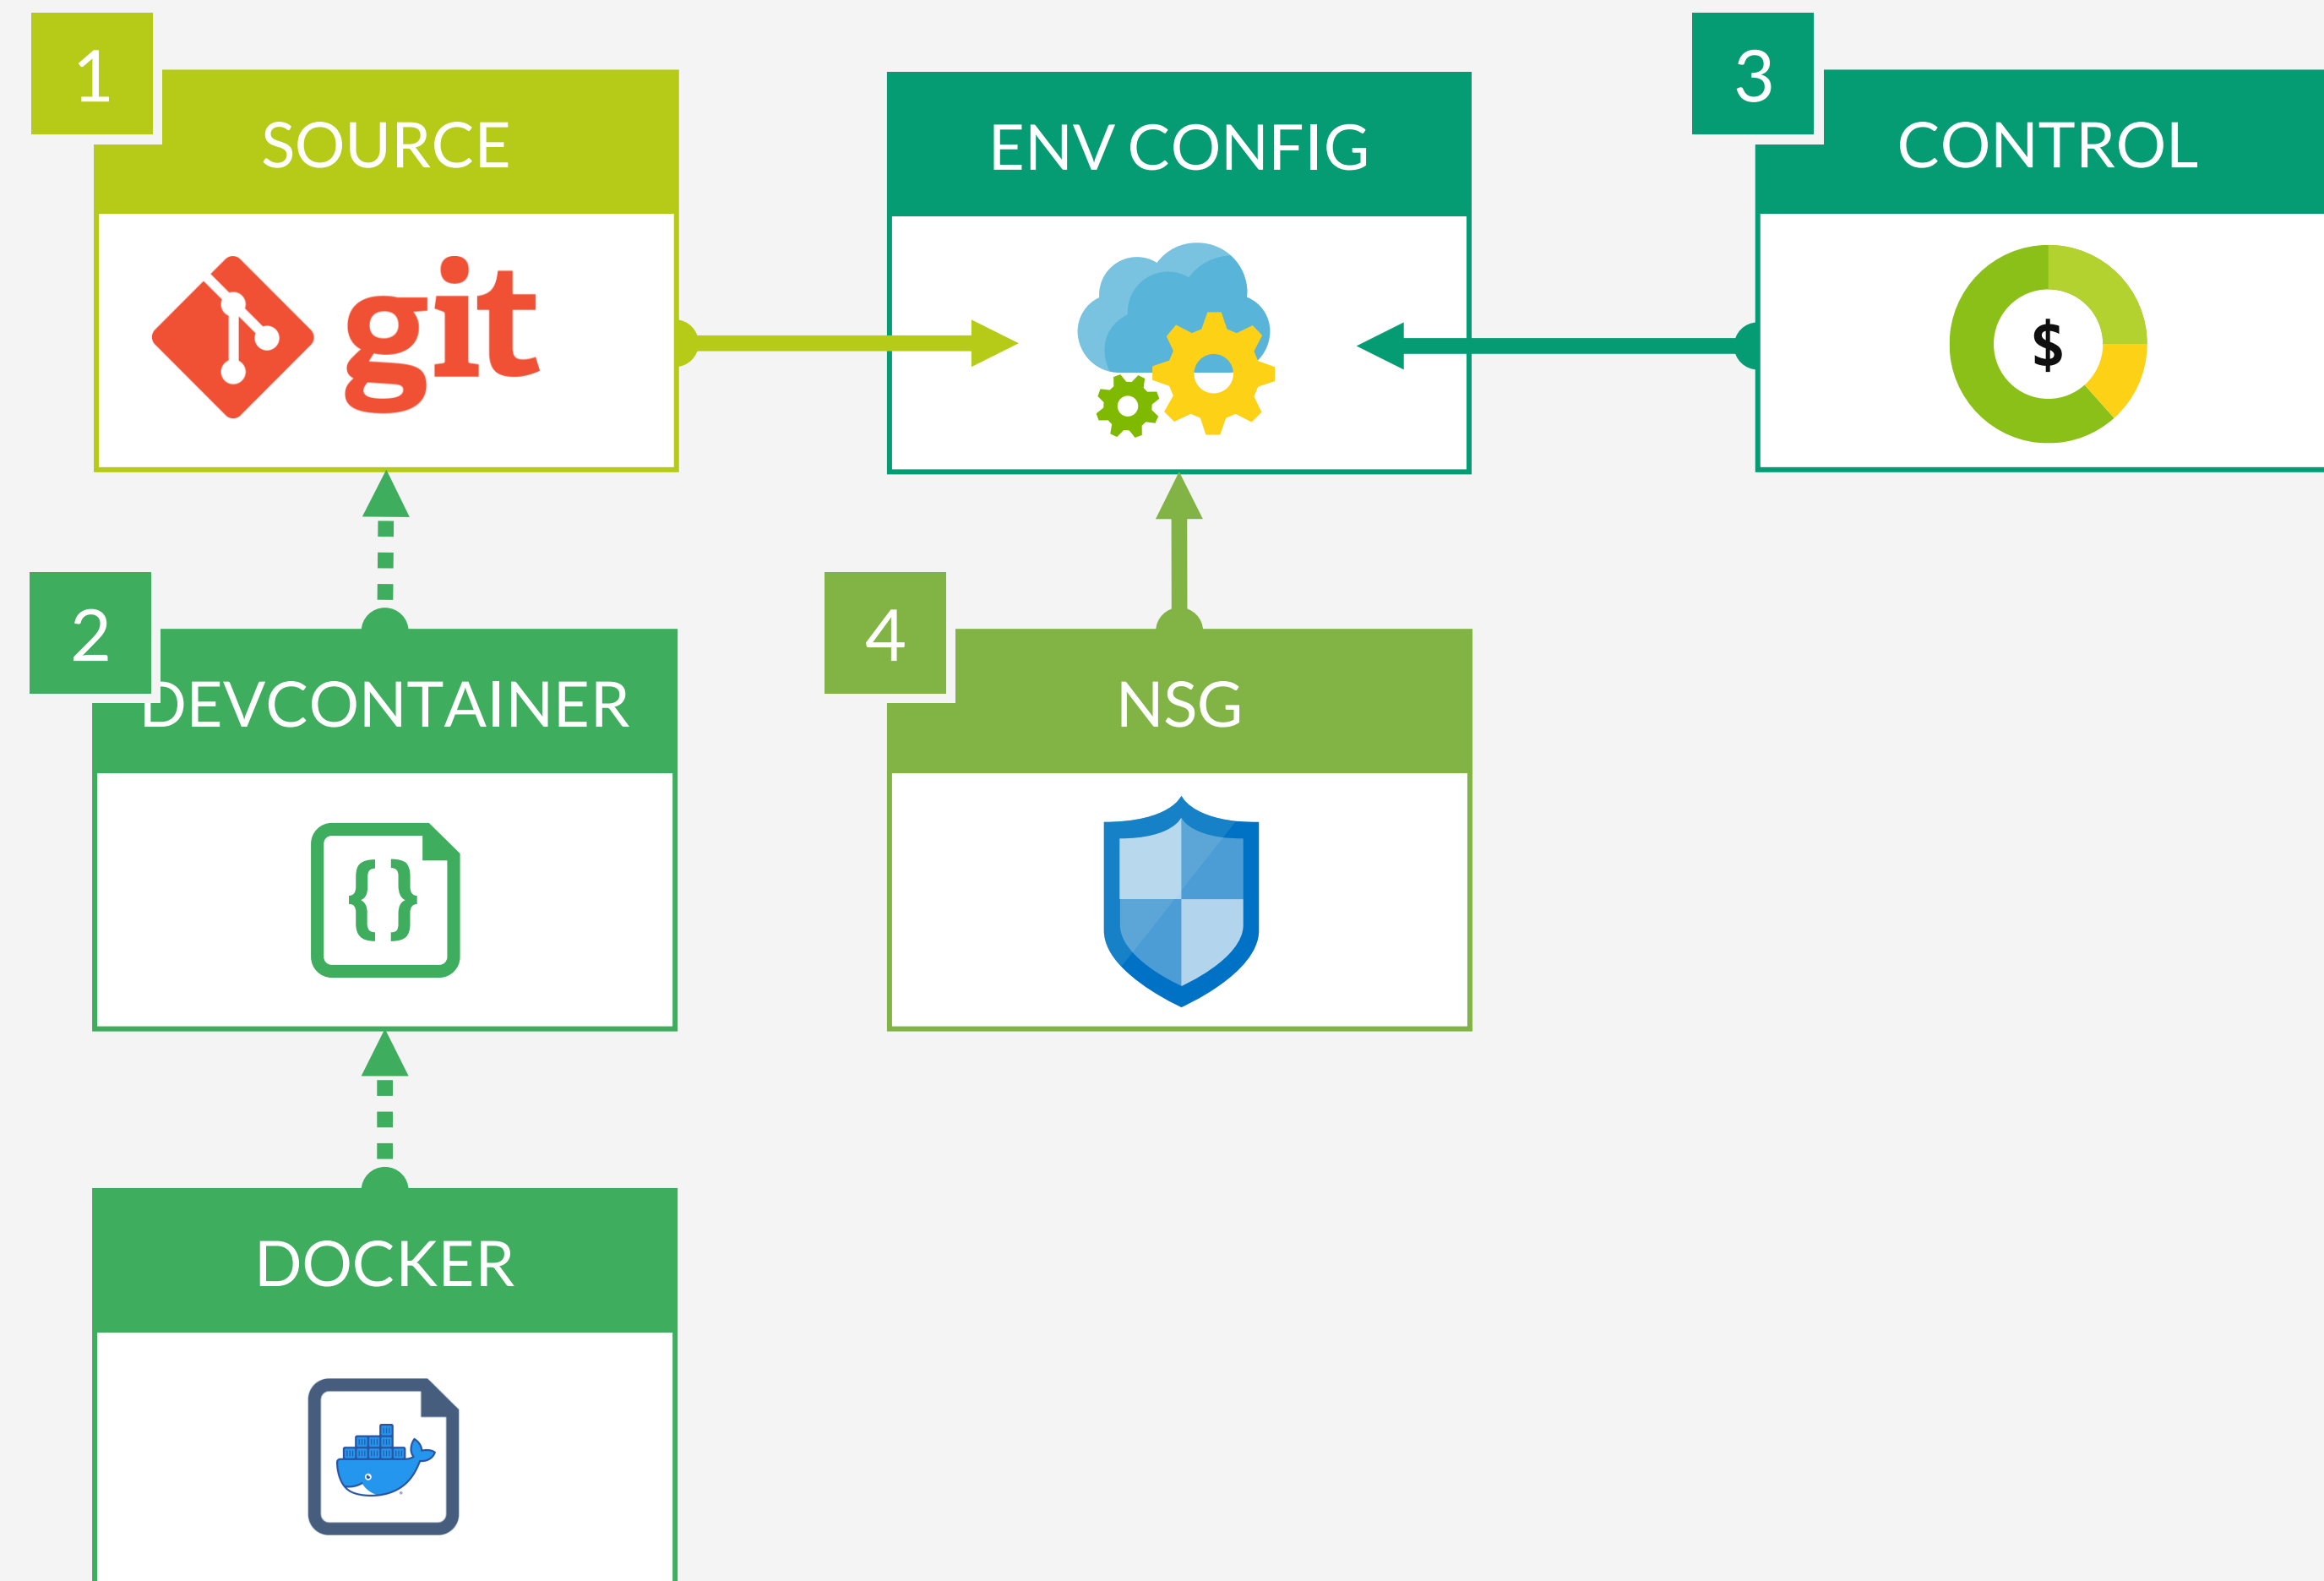 1
SOURCE
git
ENV CONFIG
3
CONTROL
$
2
DEVCONTAINER
{ }
4
NSG
DOCKER